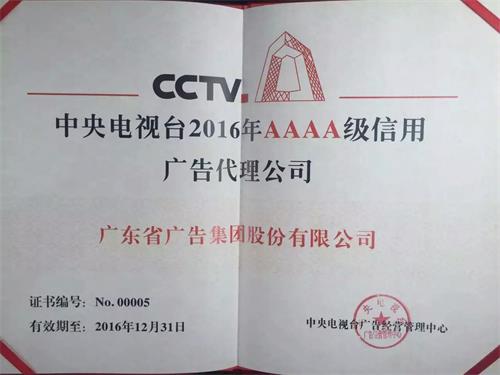 CCTV
中央电视台2016年AAAA级信用
广告代理公司
广东省广告集团股份有限公司
证书编号: No. 00005
有效期至: 2016年12月31日
中央电视台广告经营管理中心